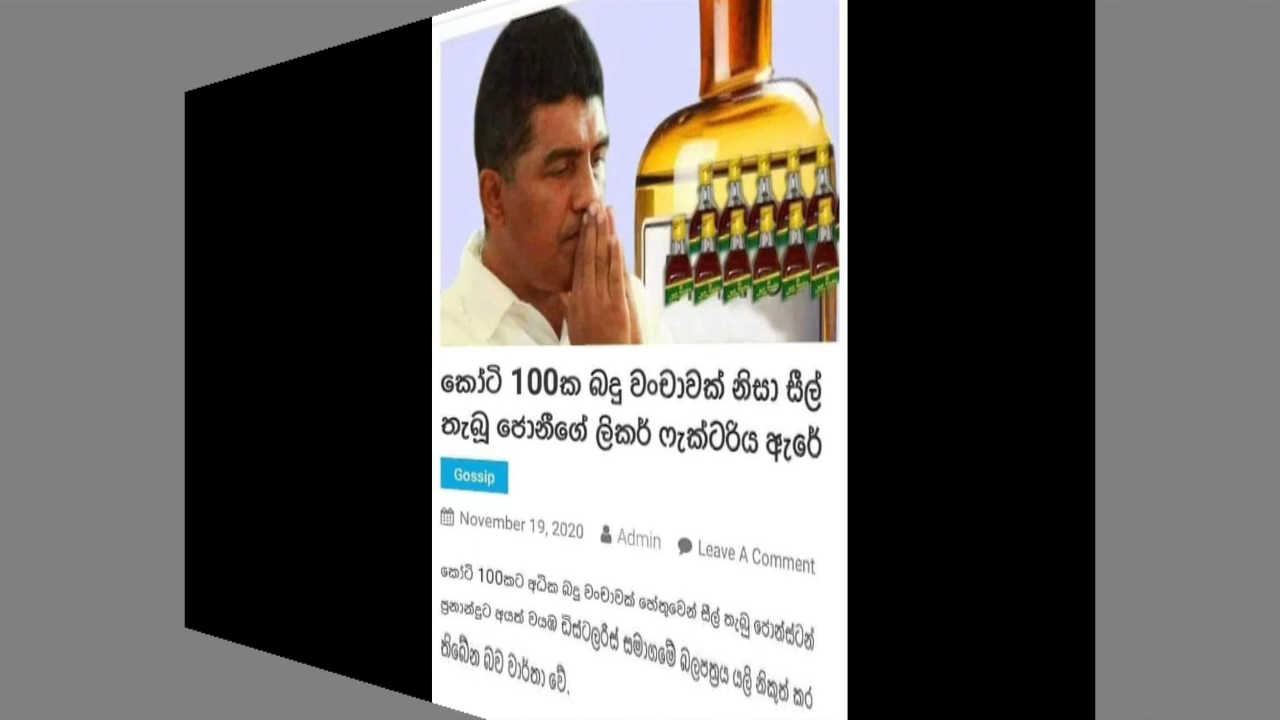 කෝටි 100ක බදු වංචාවක් නිසා සීල්
තැබූ ජොනීගේ ලිකර් ෆැක්ටරිය ඇරේ
Gossip
November 19, 2020 Admin Leave A Comment
කෝටි 100කට අධික බදු වංචාවක් හේතුවෙන් සීල් තැබූ ජොන්ස්ටන්
ප්‍රනාන්දුට අයත් වයඹ ඩිස්ටලරීස් සමාගමේ බලපත්‍රය යලි නිකුත් කර
තිබේන බව වාර්තා වේ.